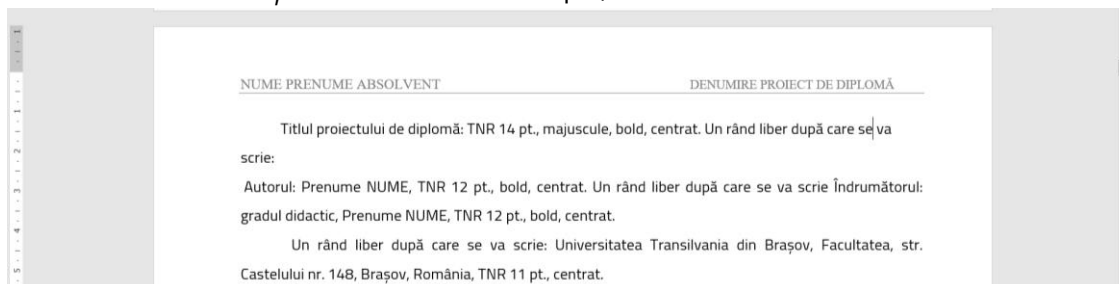 NUME PRENUME ABSOLVENT DENUMIRE PROIECT DE DIPLOMĂ
Titlul proiectului de diplomă: TNR 14 pt., majuscule, bold, centrat. Un rând liber după care se va
scrie:
Autorul: Prenume NUME, TNR 12 pt., bold, centrat. Un rând liber după care se va scrie Îndrumătorul:
gradul didactic, Prenume NUME, TNR 12 pt., bold, centrat.
Un rând liber după care se va scrie: Universitatea Transilvania din Brașov, Facultatea, str.
Castelului nr. 148, Brașov, România, TNR 11 pt., centrat.